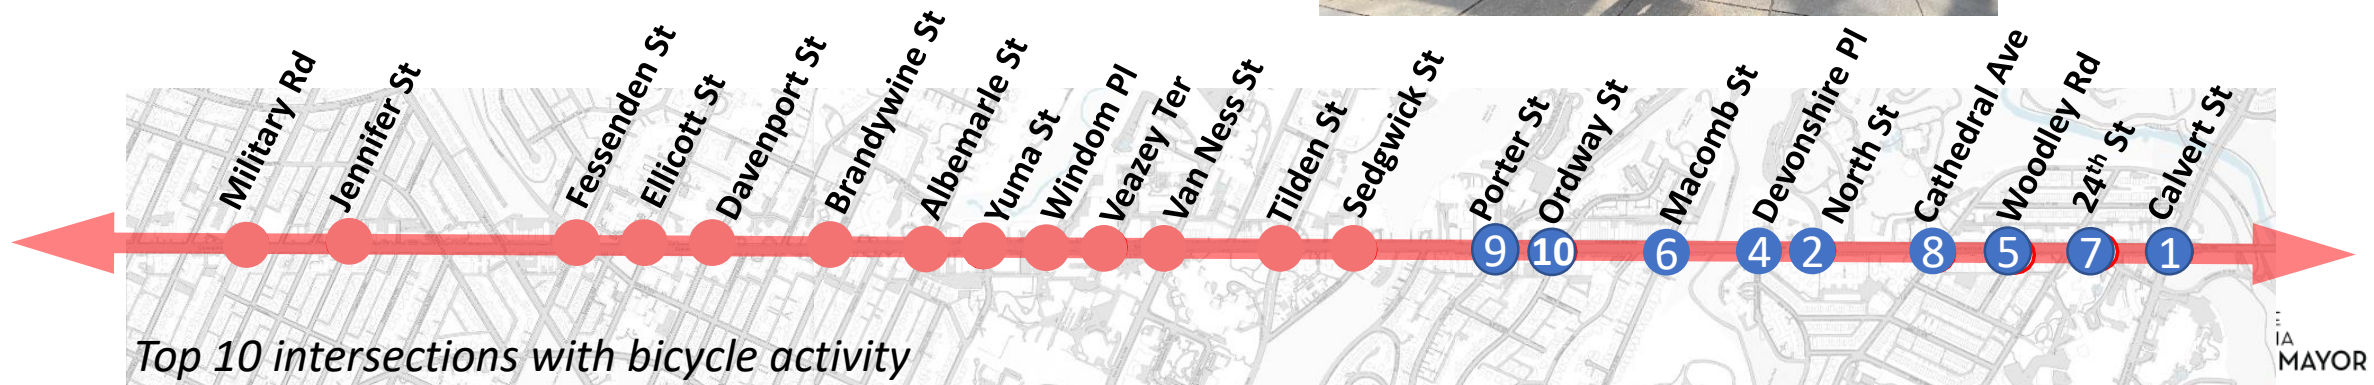 Military Rd
Jennifer St
Fessenden St
Ellicott St
Davenport St
Brandywine St
Albemarle St
Yuma St
Windom Pl
Veazey Ter
Van Ness St
Tilden St
Sedgwick St
Porter St
Ordway St
Macomb St
Devonshire Pl
North St
Cathedral Ave
Woodley Rd
24th St
Calvert St
9
10
6
4
2
8
5
7
1
Top 10 intersections with bicycle activity
IA
MAYOR